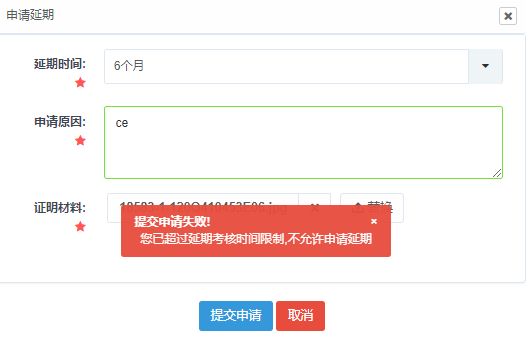 申请延期
延期时间:
6个月
申请原因:
ce
证明材料:
替换
提交申请失败!
您已超过延期考核时间限制,不允许申请延期
提交申请
取消